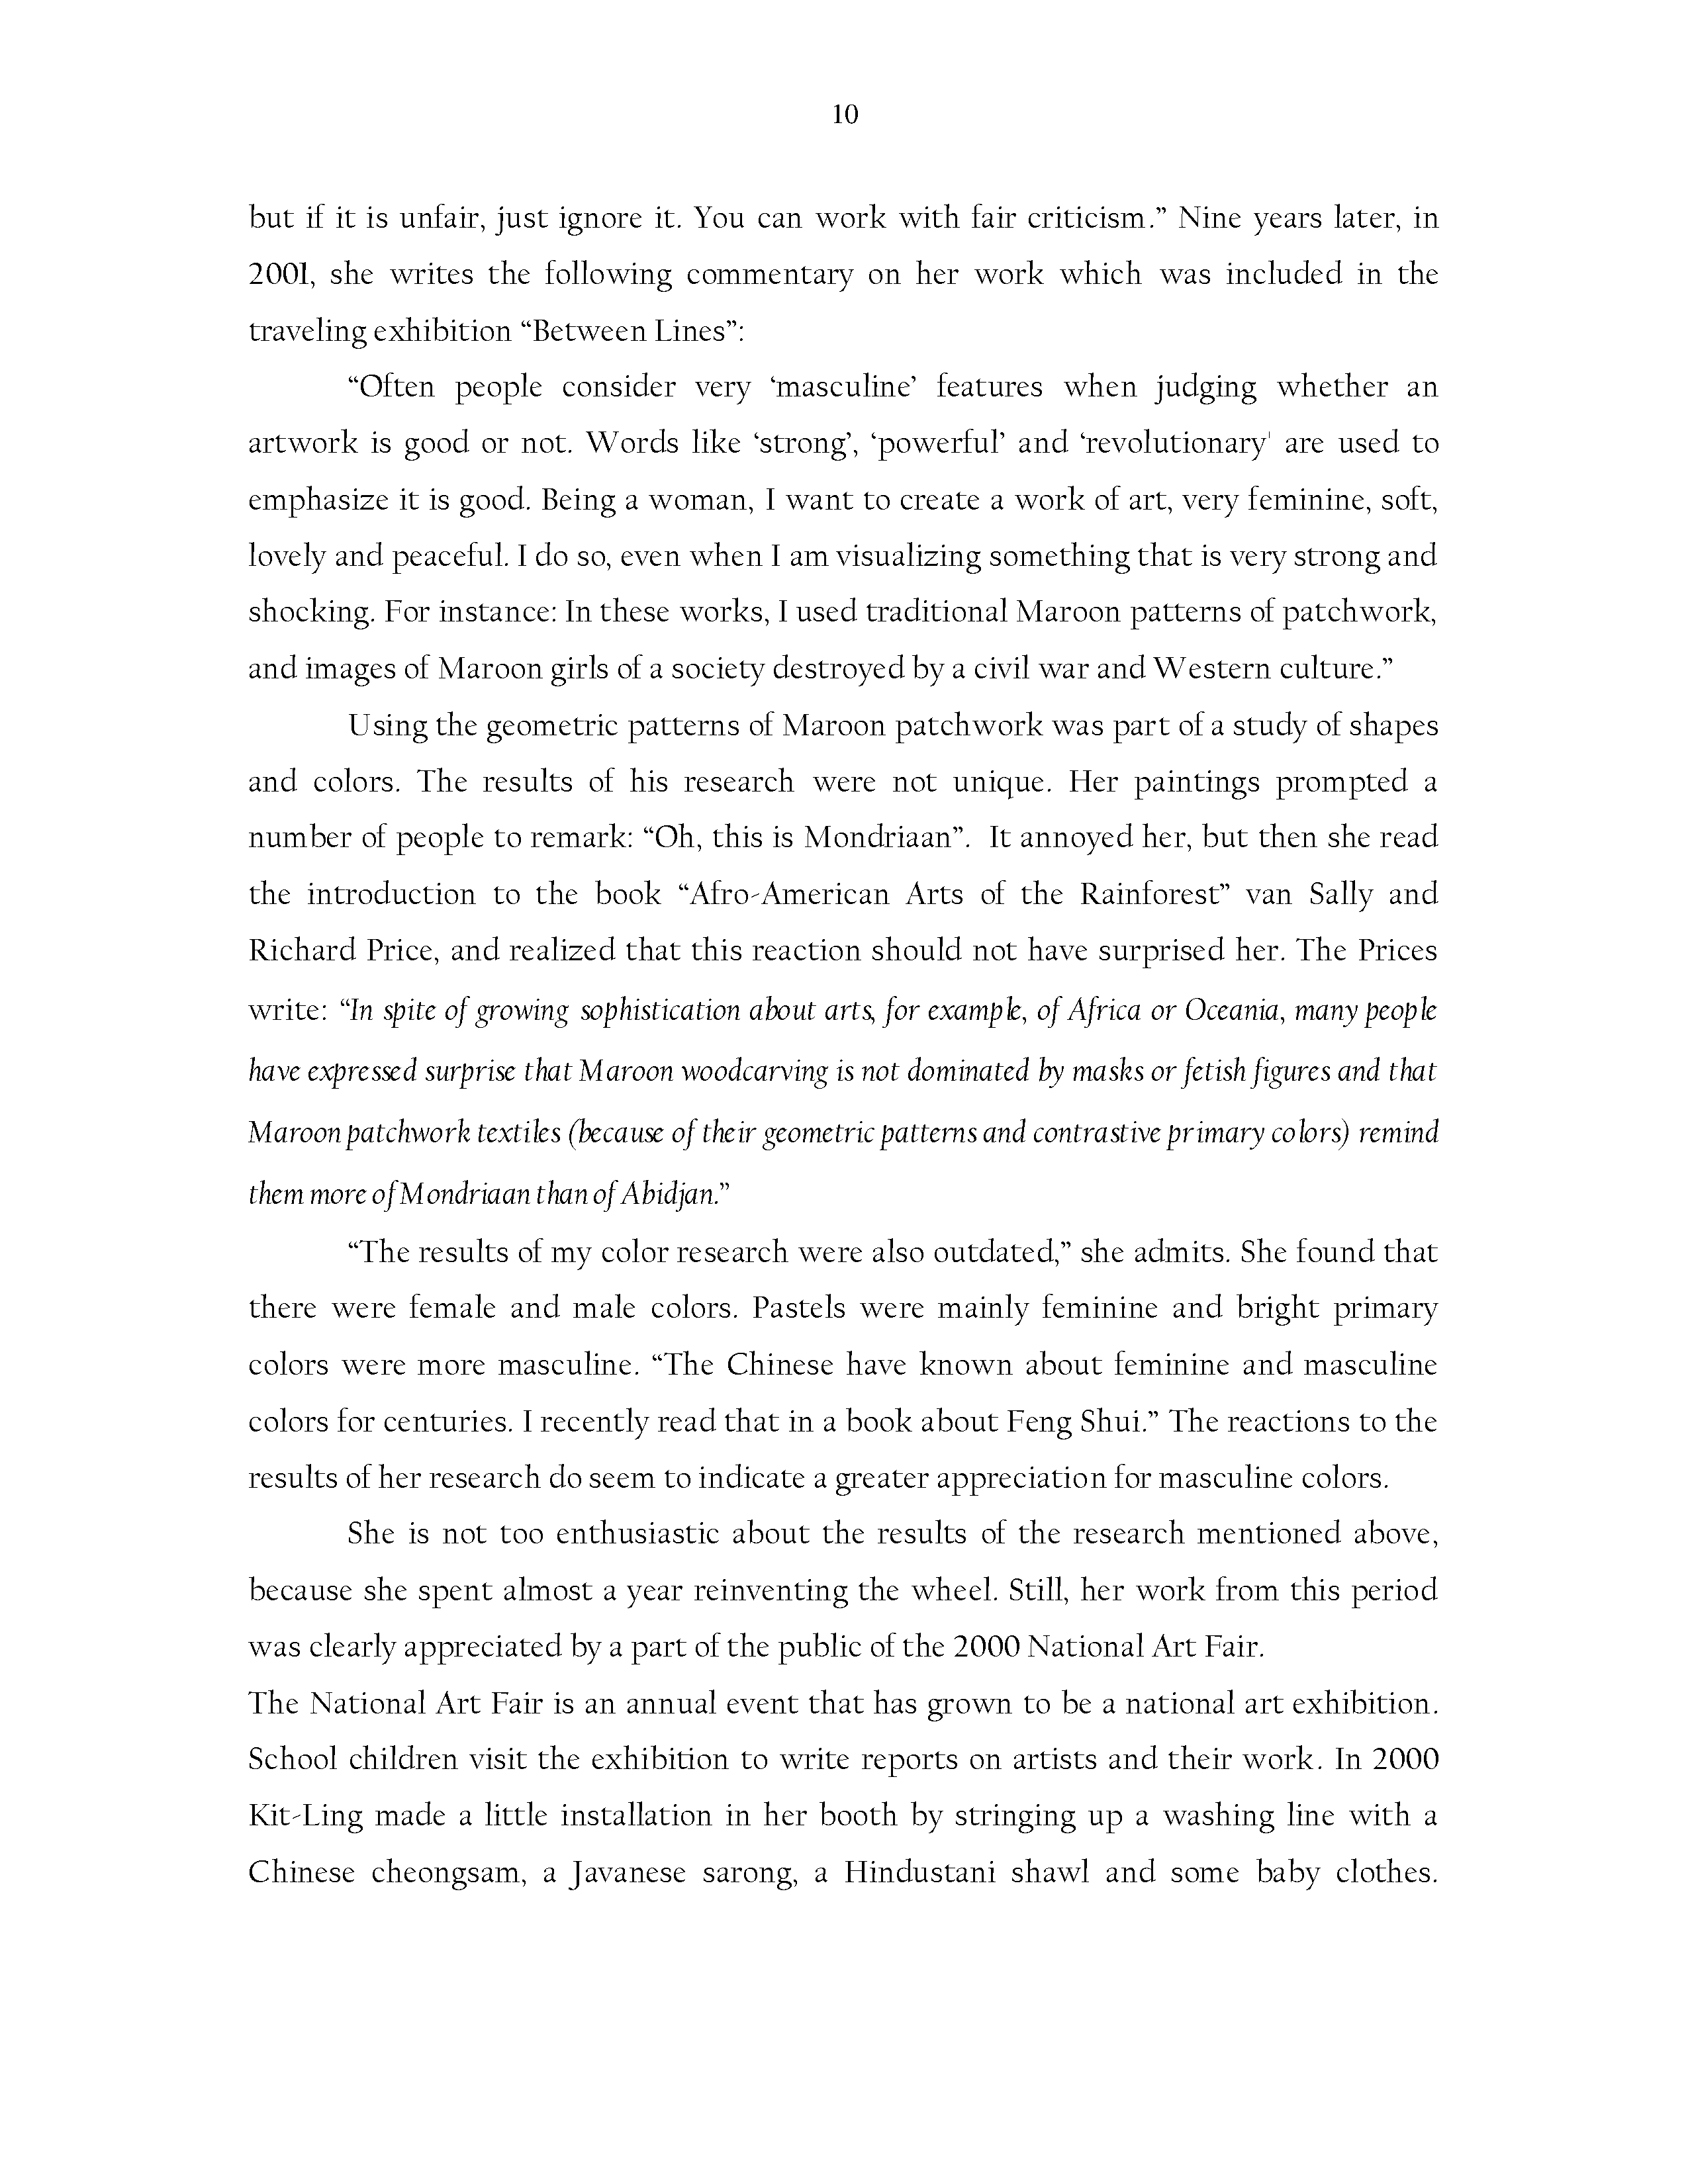 10
but if it is unfair, just ignore it. You can work with fair criticism.” Nine years later, in
2001, she writes the following commentary on her work which was included in the
traveling exhibition “Between Lines”:
“Often people consider very ‘masculine’ features when judging whether an
artwork is good or not. Words like ‘strong’, ‘powerful’ and ‘revolutionary' are used to
emphasize it is good. Being a woman, I want to create a work of art, very feminine, soft,
lovely and peaceful. I do so, even when I am visualizing something that is very strong and
shocking. For instance: In these works, I used traditional Maroon patterns of patchwork,
and images of Maroon girls of a society destroyed by a civil war and Western culture.”
Using the geometric patterns of Maroon patchwork was part of a study of shapes
and colors. The results of his research were not unique. Her paintings prompted a
number of people to remark: “Oh, this is Mondriaan”. It annoyed her, but then she read
the introduction to the book “Afro-American Arts of the Rainforest” van Sally and
Richard Price, and realized that this reaction should not have surprised her. The Prices
write: “In spite of growing sophistication about arts, for example, of Africa or Oceania, many people
have expressed surprise that Maroon woodcarving is not dominated by masks or fetish figures and that
Maroon patchwork textiles (because of their geometric patterns and contrastive primary colors) remind
them more of Mondriaan than of Abidjan.”
“The results of my color research were also outdated,” she admits. She found that
there were female and male colors. Pastels were mainly feminine and bright primary
colors were more masculine. “The Chinese have known about feminine and masculine
colors for centuries. I recently read that in a book about Feng Shui.” The reactions to the
results of her research do seem to indicate a greater appreciation for masculine colors.
She is not too enthusiastic about the results of the research mentioned above,
because she spent almost a year reinventing the wheel. Still, her work from this period
was clearly appreciated by a part of the public of the 2000 National Art Fair.
The National Art Fair is an annual event that has grown to be a national art exhibition.
School children visit the exhibition to write reports on artists and their work. In 2000
Kit-Ling made a little installation in her booth by stringing up a washing line with a
Chinese cheongsam, a Javanese sarong, a Hindustani shawl and some baby clothes.